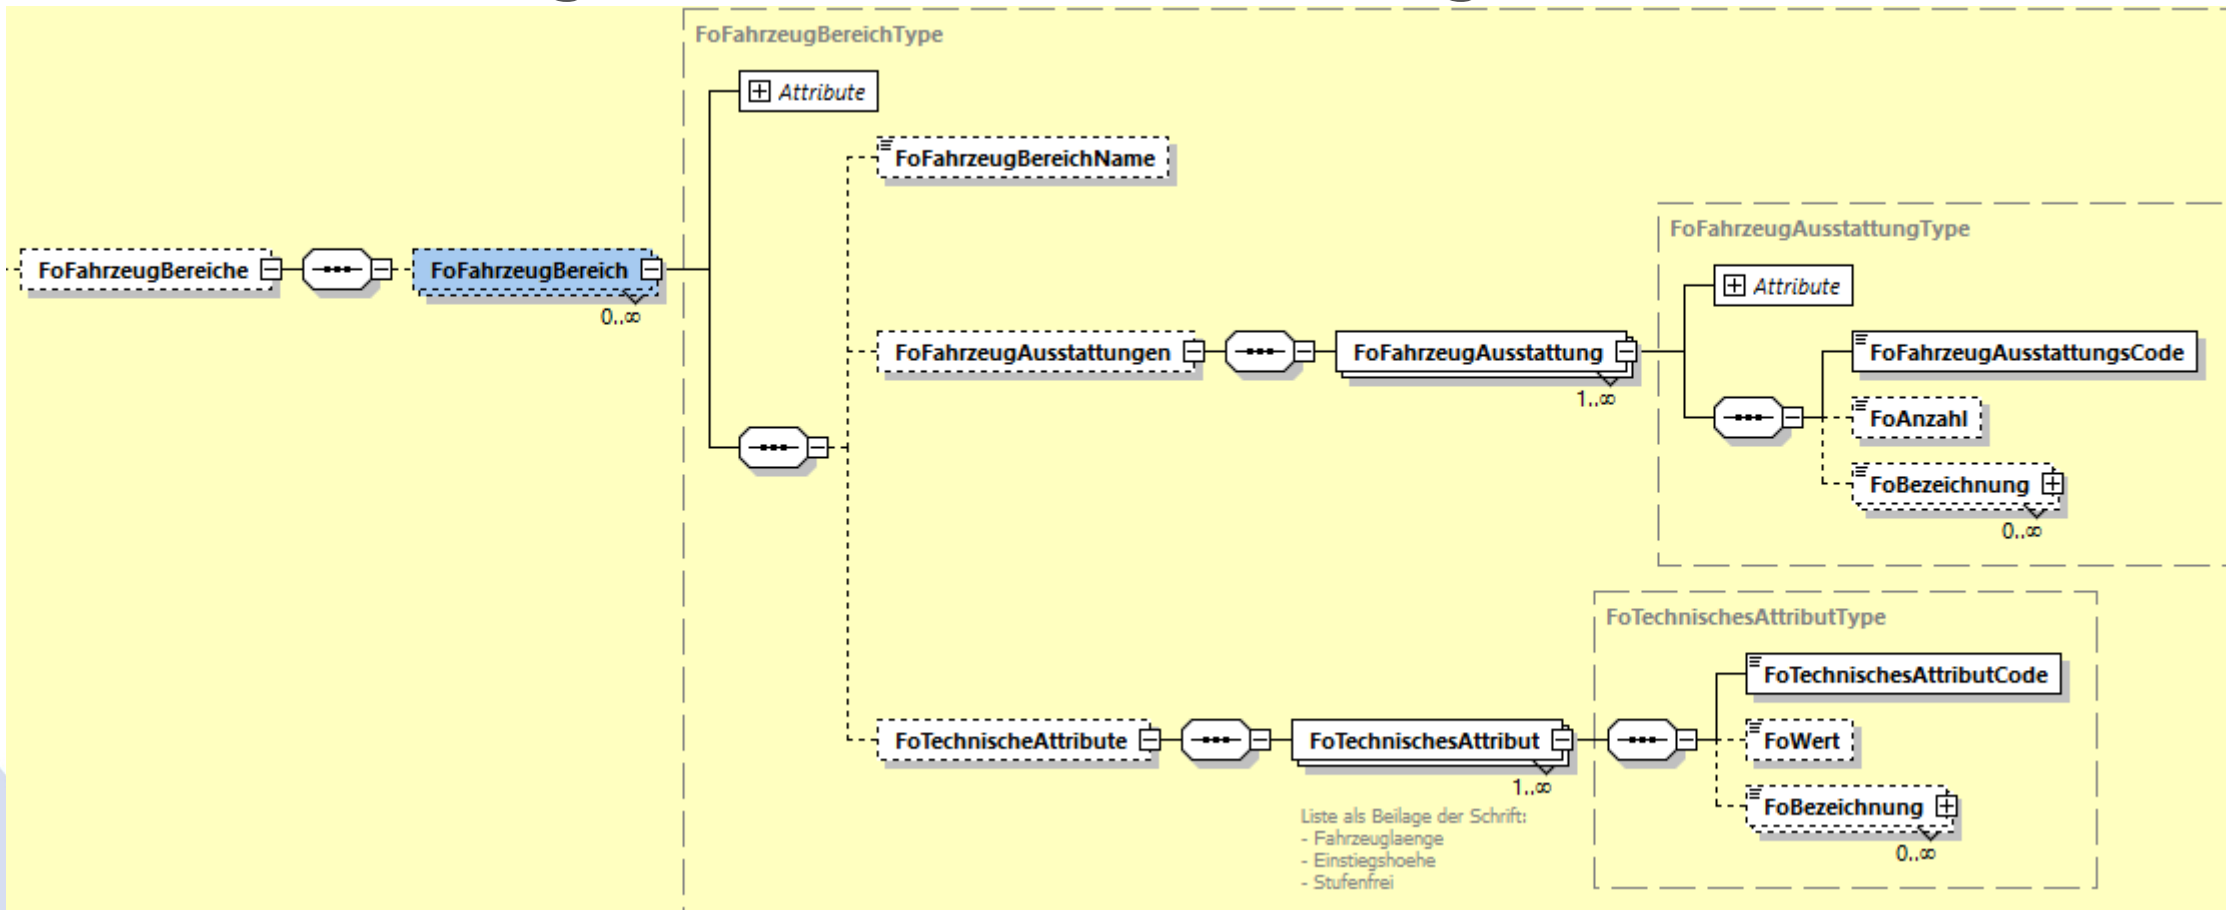 FoFahrzeugBereichType
Attribute
FoFahrzeugBereichName
FoFahrzeugAusstattungType
FoFahrzeugBereiche
FoFahrzeugBereich
0..∞
Attribute
FoFahrzeugAusstattungen
FoFahrzeugAusstattung
1..∞
FoFahrzeugAusstattungsCode
FoAnzahl
FoBezeichnung
0..∞
FoTechnischesAttributType
FoTechnischesAttributCode
FoTechnischeAttribute
FoTechnischesAttribut
1..∞
FoWert
FoBezeichnung
0..∞
Liste als Beilage der Schrift:
- Fahrzeuglaenge
- Einstiegshoehe
- Stufenfrei